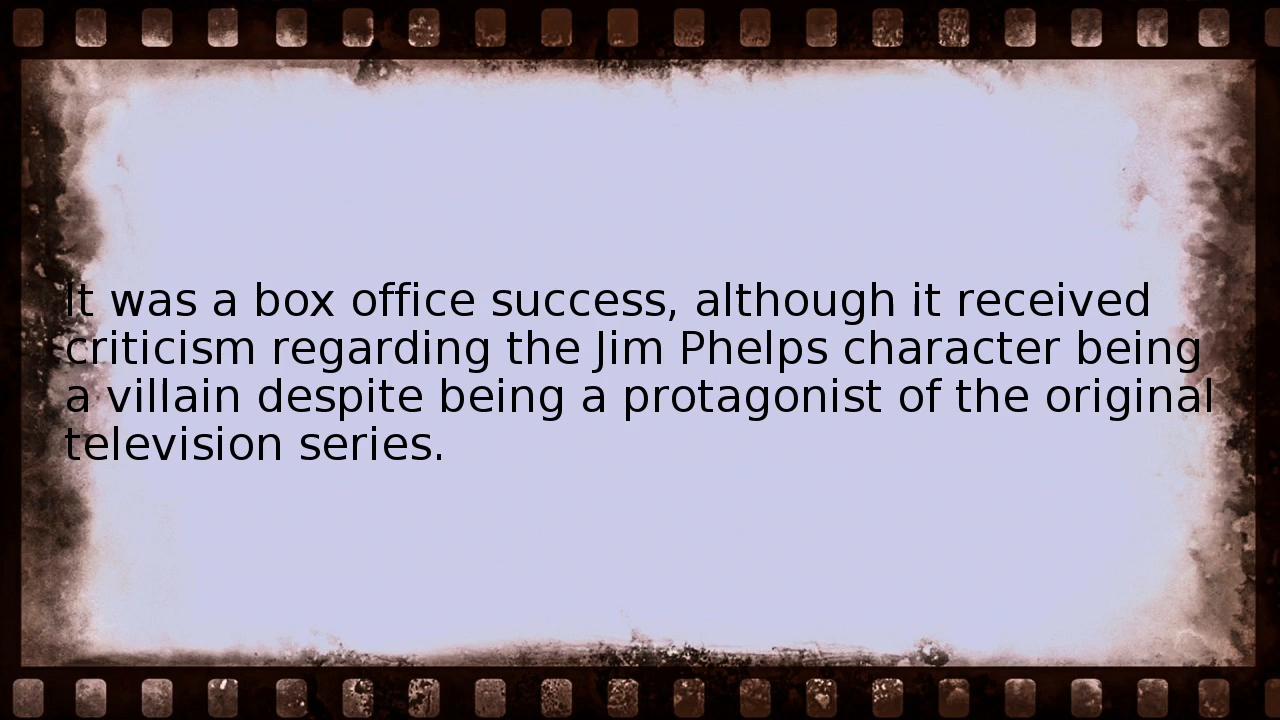 It was a box office success, although it received
criticism regarding the Jim Phelps character being
a villain despite being a protagonist of the original
television series.